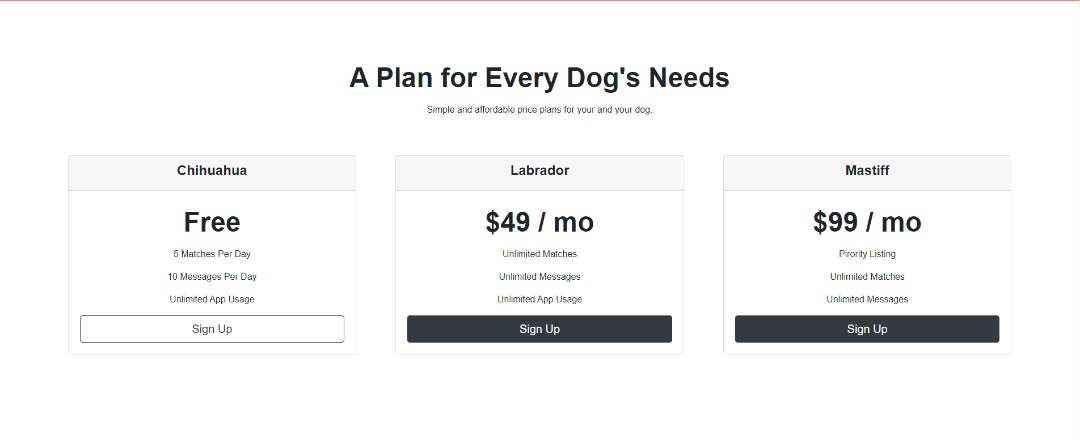 A Plan for Every Dog's Needs
Simple and affordable price plans for your and your dog.
Chihuahua
Free
5 Matches Per Day
10 Messages Per Day
Unlimited App Usage
Sign Up
Labrador
$49 / mo
Unlimited Matches
Unlimited Messages
Unlimited App Usage
Sign Up
Mastiff
$99 / mo
Pirority Listing
Unlimited Matches
Unlimited Messages
Sign Up